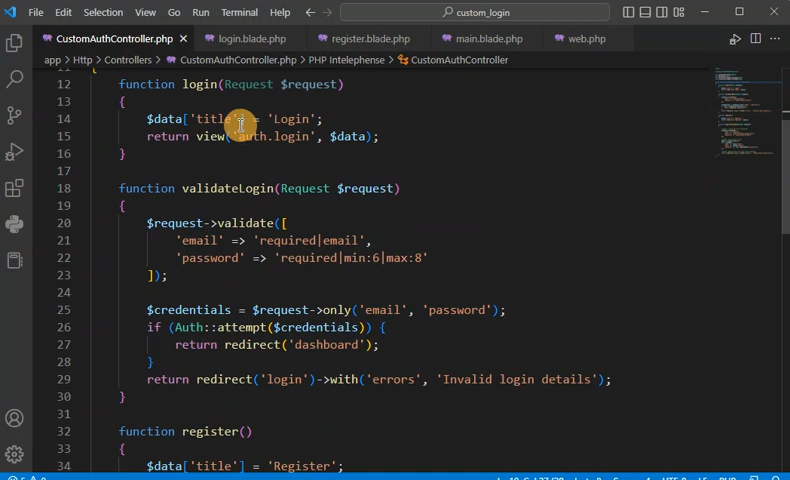 File Edit Selection View Go Run Terminal Help custom_login
CustomAuthController.php login.blade.php register.blade.php main.blade.php web.php
app > Http > Controllers > CustomAuthController.php > PHP Intelephense > CustomAuthController
12 function login(Request $request)
13 {
14 $data['title'] = 'Login';
15 return view('auth.login', $data);
16 }
17
18 function validateLogin(Request $request)
19 {
20 $request->validate([
21 'email' => 'required|email',
22 'password' => 'required|min:6|max:8'
23 ]);
24
25 $credentials = $request->only('email', 'password');
26 if (Auth::attempt($credentials)) {
27 return redirect('dashboard');
28 }
29 return redirect('login')->with('errors', 'Invalid login details');
30 }
31
32 function register()
33 {
34 $data['title'] = 'Register';